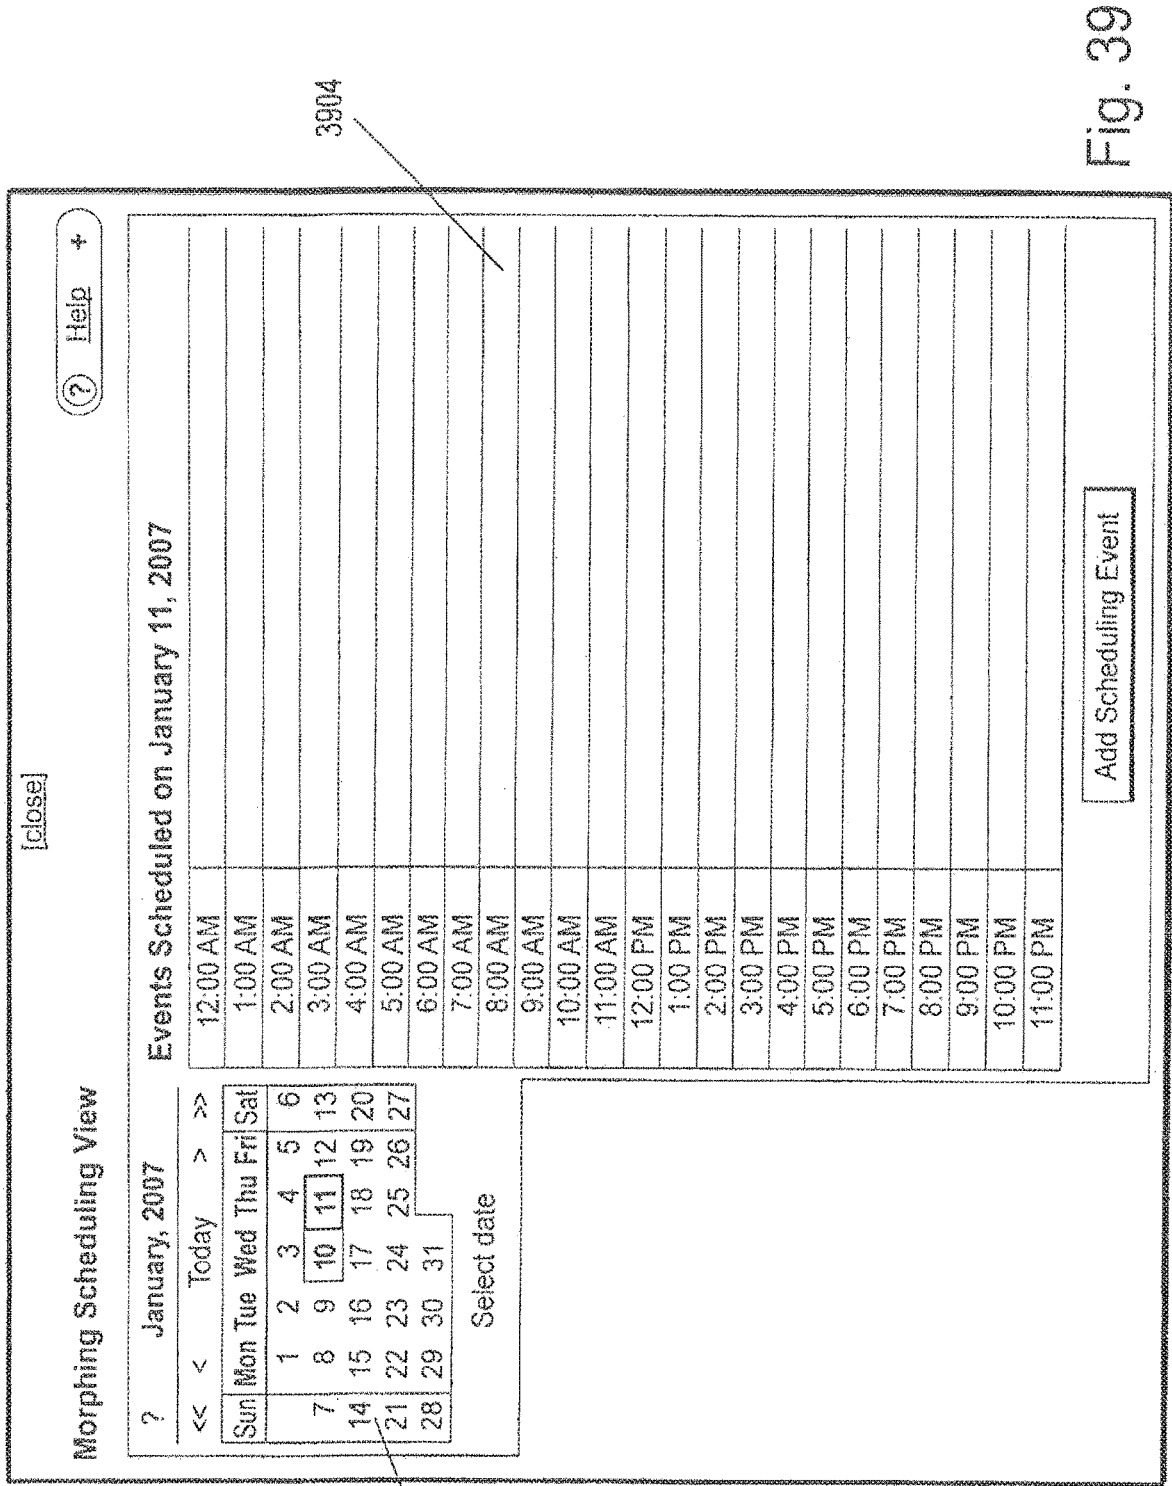 [close]
Morphing Scheduling View
? Help +
? January, 2007
<< < Today > >>
Sun Mon Tue Wed Thu Fri Sat
1 2 3 4 5 6
7 8 9 10 11 12 13
14 15 16 17 18 19 20
21 22 23 24 25 26 27
28 29 30 31
Select date
Events Scheduled on January 11, 2007
12:00 AM
1:00 AM
2:00 AM
3:00 AM
4:00 AM
5:00 AM
6:00 AM
7:00 AM
8:00 AM
9:00 AM
10:00 AM
11:00 AM
12:00 PM
1:00 PM
2:00 PM
3:00 PM
4:00 PM
5:00 PM
6:00 PM
7:00 PM
8:00 PM
9:00 PM
10:00 PM
11:00 PM
Add Scheduling Event
3904
Fig. 39